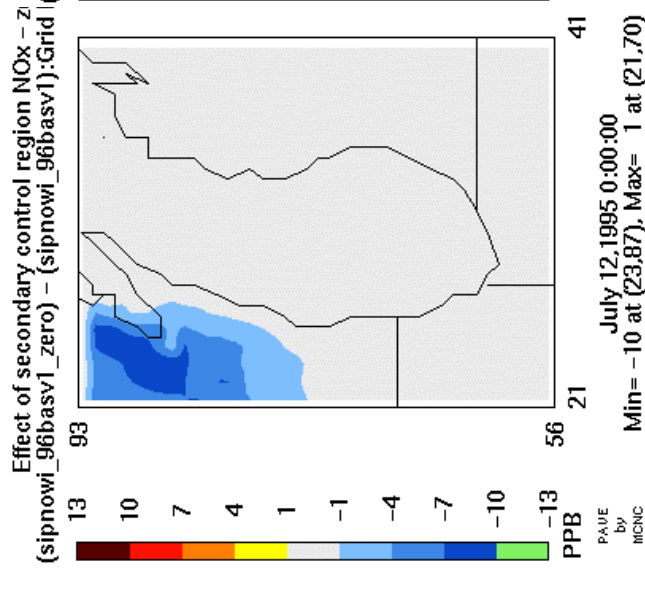 Effect of secondary control region NOx − z
(sipnowi_96basv1_zero) − (sipnowi_96basv1):Grid
13
10
7
4
1
−1
−4
−7
−10
−13
PPB
PAVE
by
MCNC
93
56
21
41
July 12,1995 0:00:00
Min= −10 at (23,87), Max= 1 at (21,70)